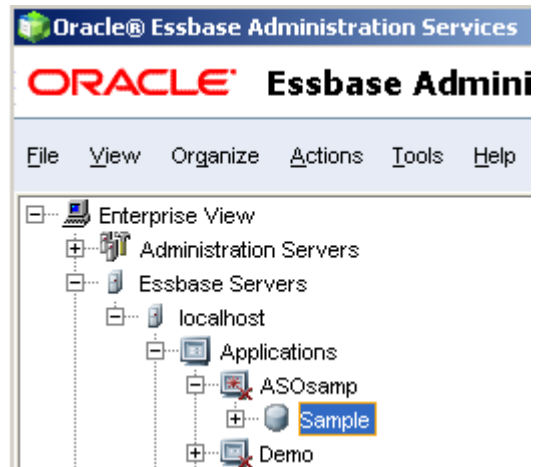 Oracle® Essbase Administration Services
ORACLE® Essbase Admini
File View Organize Actions Tools Help
Enterprise View
Administration Servers
Essbase Servers
localhost
Applications
ASOsamp
Sample
Demo